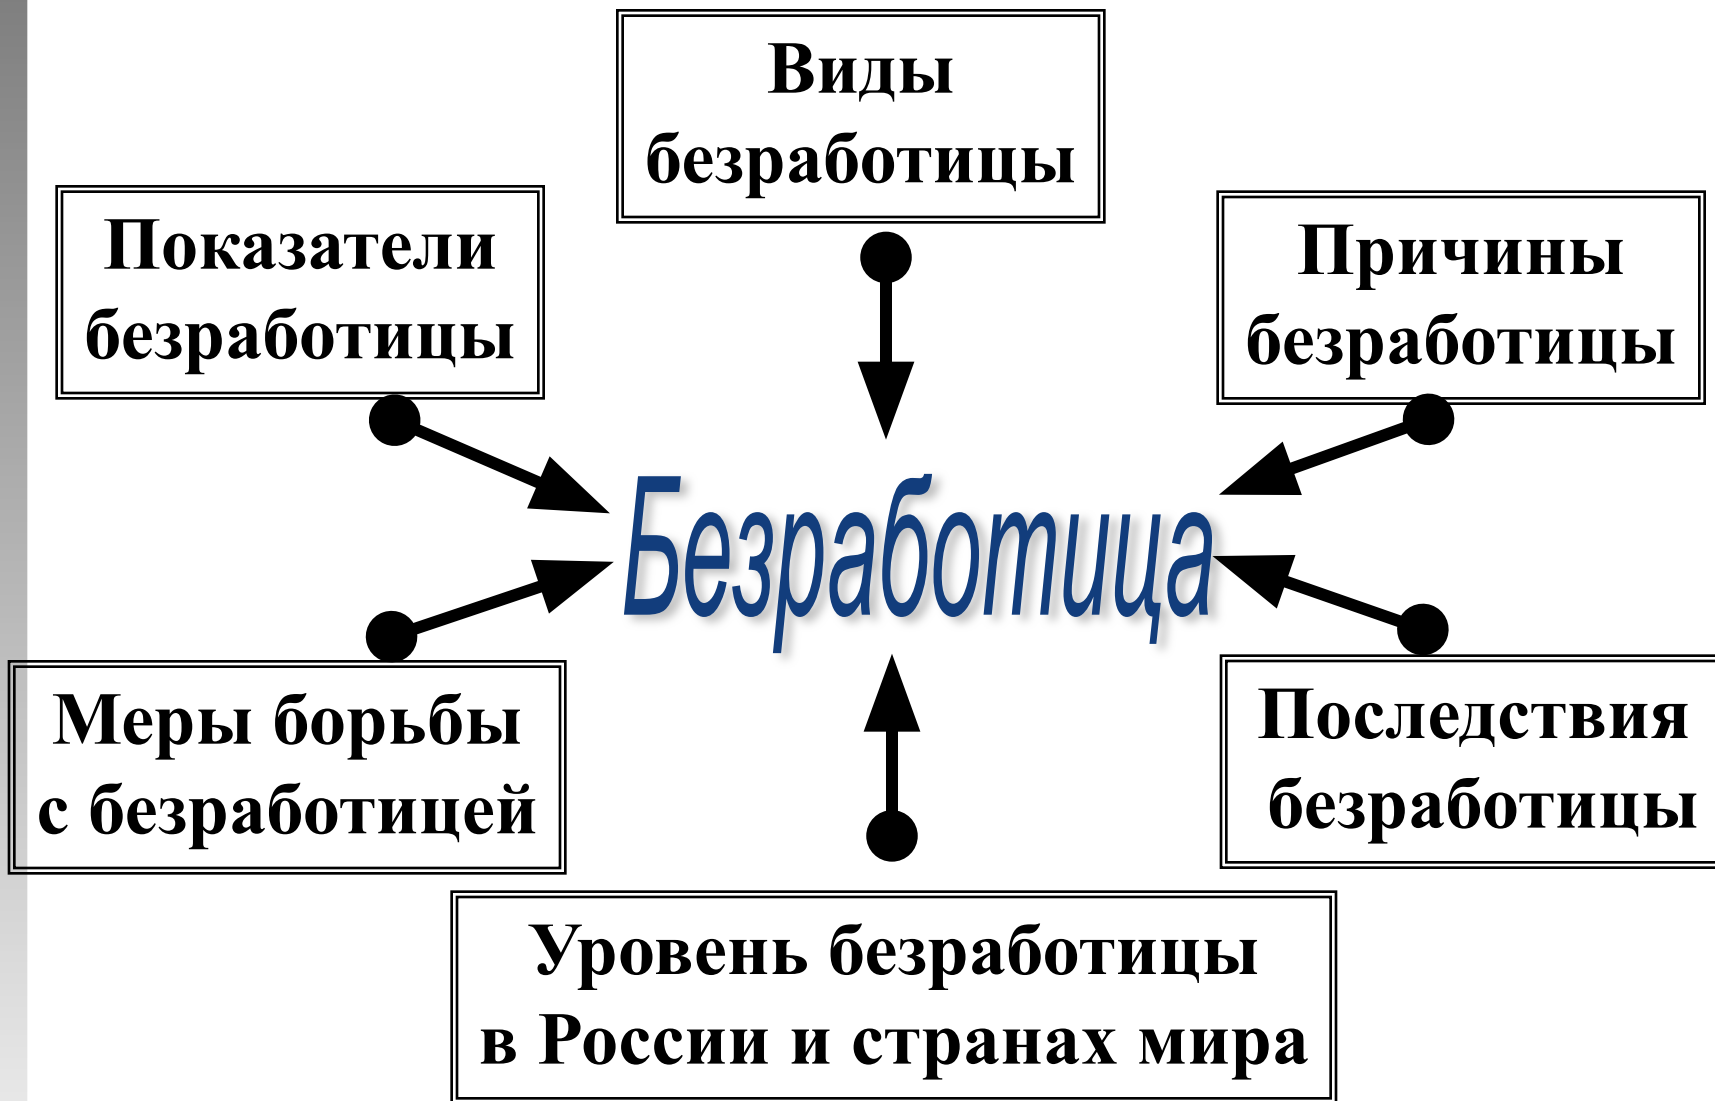 Виды
безработицы
Показатели
безработицы
Причины
безработицы
Безработица
Меры борьбы
с безработицей
Последствия
безработицы
Уровень безработицы
в России и странах мира